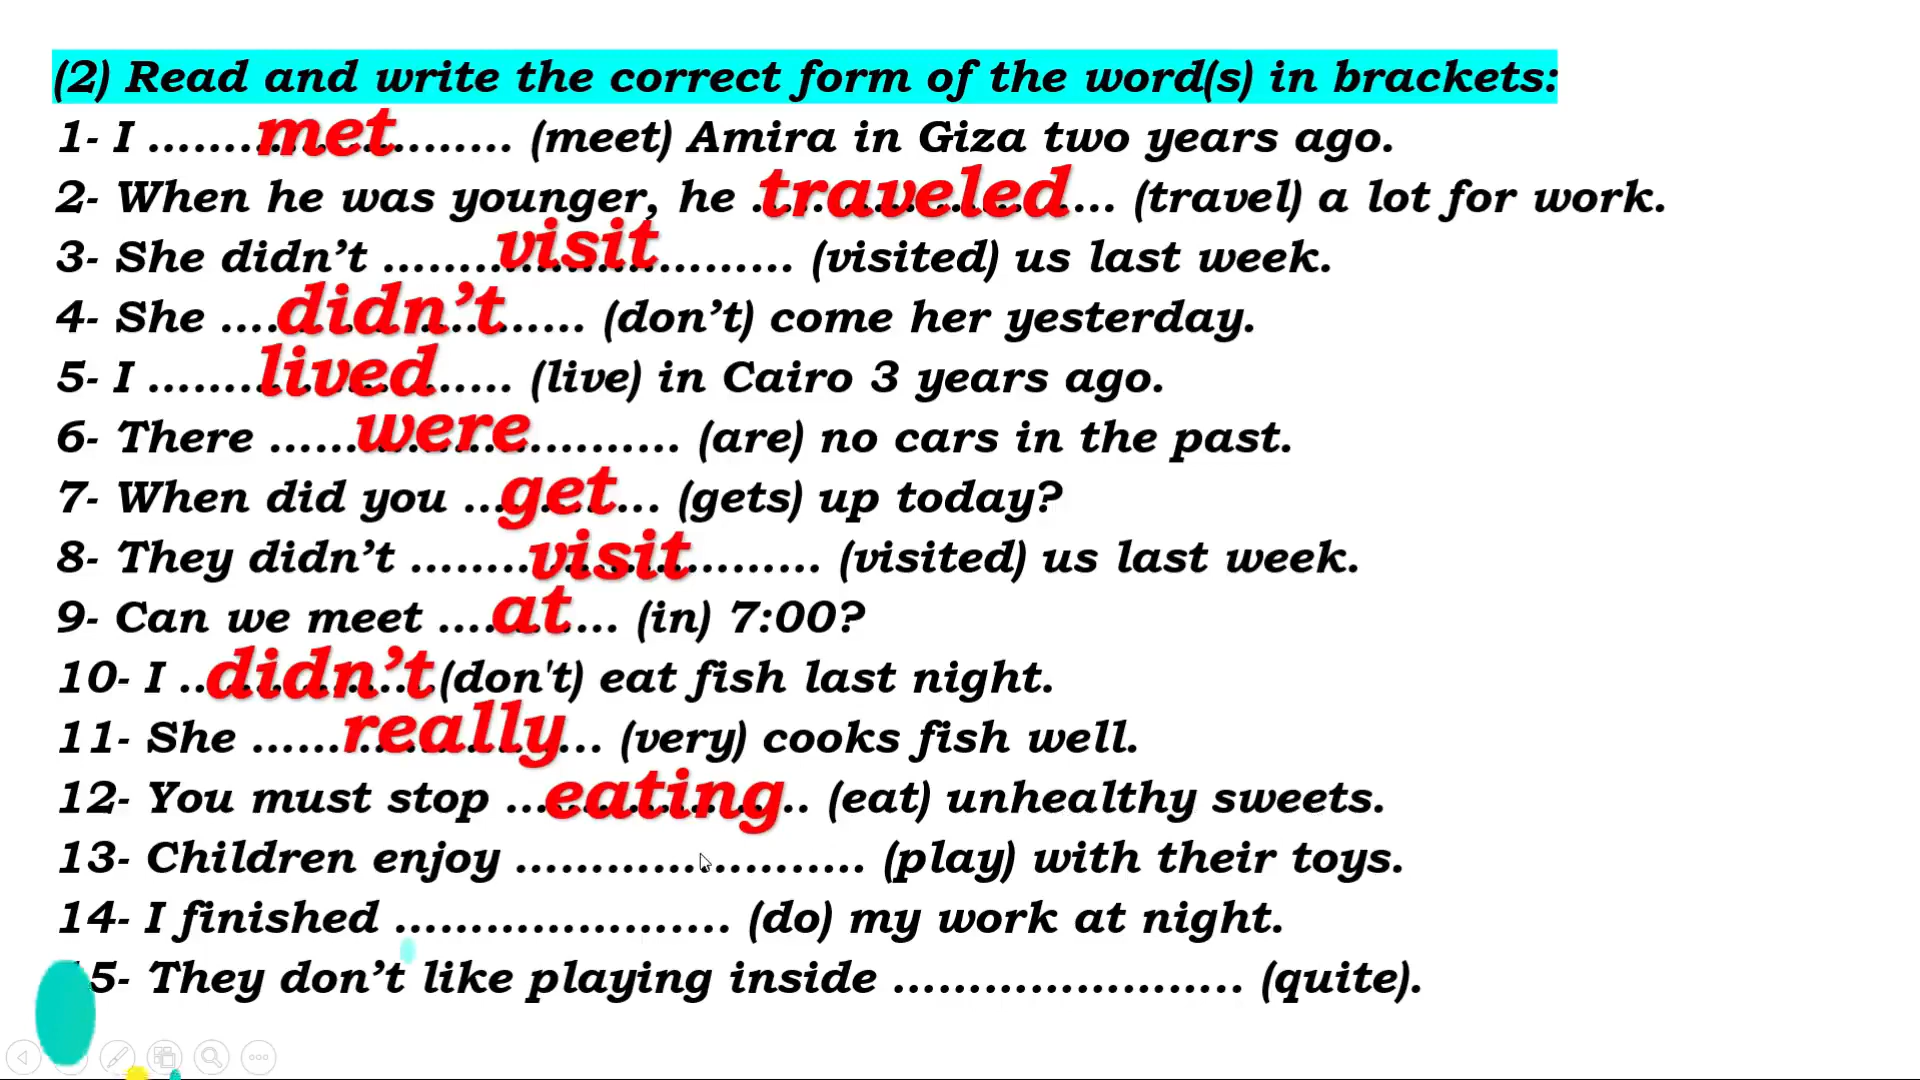 (2) Read and write the correct form of the word(s) in brackets:
1- I ........met........ (meet) Amira in Giza two years ago.
2- When he was younger, he traveled... (travel) a lot for work.
3- She didn’t ........visit......... (visited) us last week.
4- She ....didn’t...... (don’t) come her yesterday.
5- I .......lived..... (live) in Cairo 3 years ago.
6- There ......were.......... (are) no cars in the past.
7- When did you ...get... (gets) up today?
8- They didn’t ........visit......... (visited) us last week.
9- Can we meet ....at... (in) 7:00?
10- I ..didn’t(don't) eat fish last night.
11- She ......really... (very) cooks fish well.
12- You must stop ...eating.. (eat) unhealthy sweets.
13- Children enjoy ....................... (play) with their toys.
14- I finished ...................... (do) my work at night.
5- They don’t like playing inside ....................... (quite).